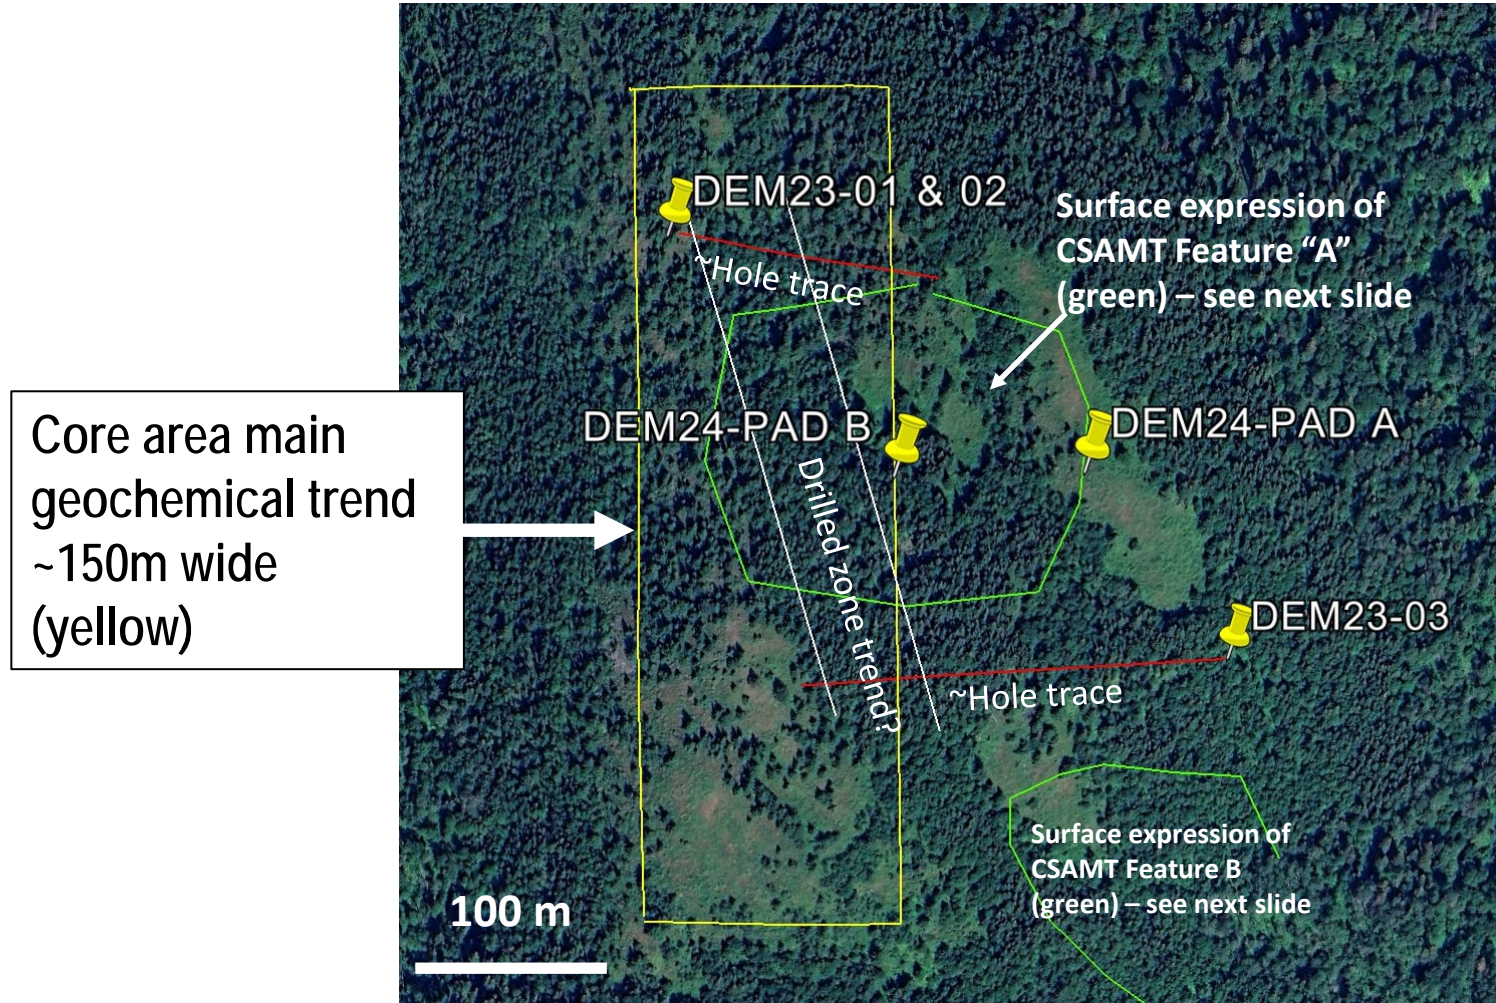 DEM23-01 & 02
Surface expression of
CSAMT Feature “A”
(green) – see next slide
~Hole trace
DEM24-PAD B
DEM24-PAD A
Core area main
geochemical trend
~150m wide
(yellow)
Drilled zone trend?
DEM23-03
~Hole trace
Surface expression of
CSAMT Feature B
(green) – see next slide
100 m